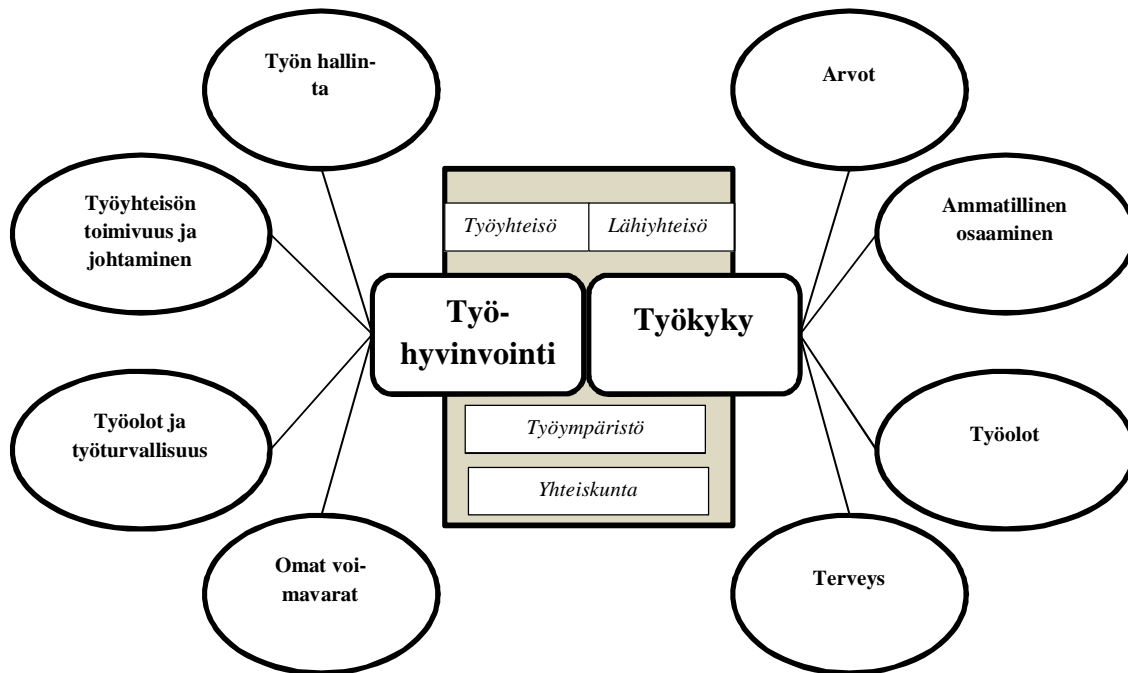 Työn hallin-
ta
Arvot
Työyhteisön
toimivuus ja
johtaminen
Ammatillinen
osaaminen
Työyhteisö
Lähiyhteisö
Työ-
hyvinvointi
Työkyky
Työolot ja
työturvallisuus
Työympäristö
Työolot
Yhteiskunta
Omat voi-
mavarat
Terveys